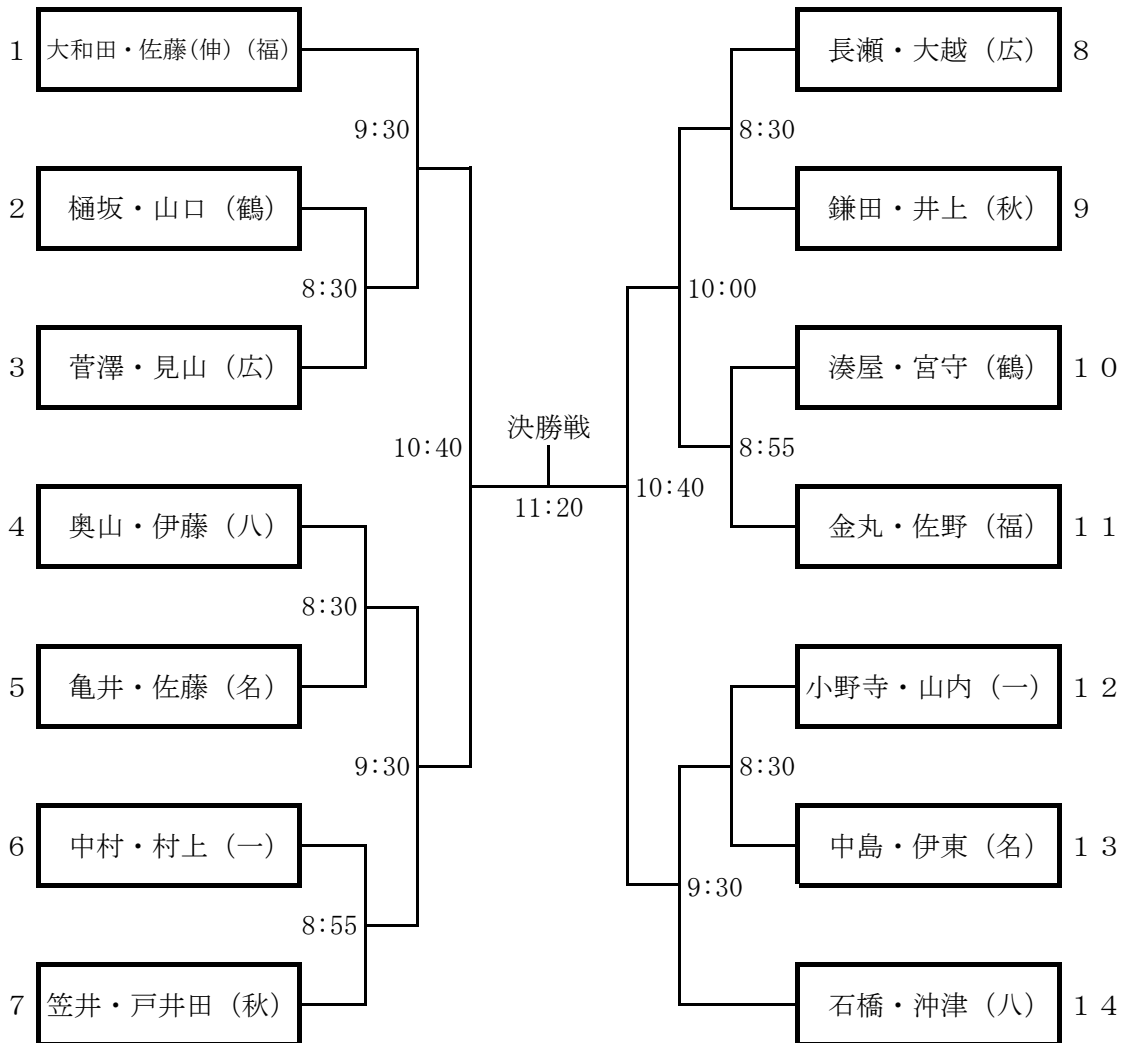 1 大和田・佐藤(伸) (福)
9:30
2 樋坂・山口 (鶴)
8:30
3 菅澤・見山 (広)
10:40
4 奥山・伊藤 (八)
8:30
5 亀井・佐藤 (名)
9:30
6 中村・村上 (一)
8:55
7 笠井・戸井田 (秋)
決勝戦
11:20
長瀬・大越 (広) 8
8:30
鎌田・井上 (秋) 9
10:00
湊屋・宮守 (鶴) 10
8:55
金丸・佐野 (福) 11
10:40
小野寺・山内 (一) 12
8:30
中島・伊東 (名) 13
9:30
石橋・沖津 (八) 14